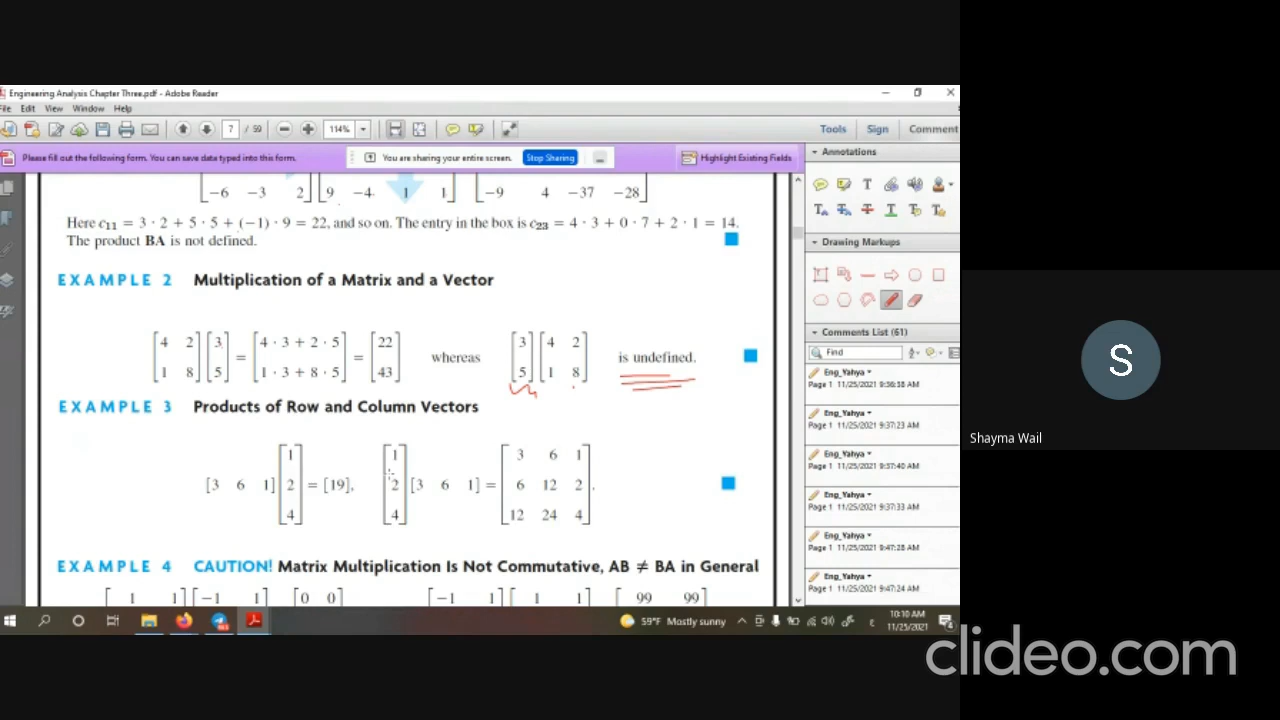 Engineering Analysis Chapter Three.pdf - Adobe Reader
File Edit View Window Help
7 / 59 114% Tools Sign Comment
Please fill out the following form. You can save data typed into this form.
You are sharing your entire screen. Stop Sharing
Highlight Existing Fields
Annotations
-6 -3 2 9 -4 1 1 -9 4 -37 -28
Here c11 = 3 · 2 + 5 · 5 + (-1) · 9 = 22, and so on. The entry in the box is c23 = 4 · 3 + 0 · 7 + 2 · 1 = 14.
The product BA is not defined.
Drawing Markups
EXAMPLE 2 Multiplication of a Matrix and a Vector
4 2 3 4 · 3 + 2 · 5 22 3 4 2
= = whereas is undefined.
1 8 5 1 · 3 + 8 · 5 43 5 1 8
EXAMPLE 3 Products of Row and Column Vectors
1 1 3 6 1
[3 6 1] 2 = [19], 2 [3 6 1] = 6 12 2 .
4 4 12 24 4
EXAMPLE 4 CAUTION! Matrix Multiplication Is Not Commutative, AB ≠ BA in General
1 1 -1 1 0 0 -1 1 1 1 99 99
Comments List (61)
Find
Eng_Yahya
Page 1 11/25/2021 9:36:38 AM
Eng_Yahya
Page 1 11/25/2021 9:37:23 AM
Eng_Yahya
Page 1 11/25/2021 9:37:40 AM
Eng_Yahya
Page 1 11/25/2021 9:37:33 AM
Eng_Yahya
Page 1 11/25/2021 9:47:28 AM
Eng_Yahya
Page 1 11/25/2021 9:47:24 AM
59°F Mostly sunny
10:10 AM
11/25/2021
S
Shayma Wail
clideo.com